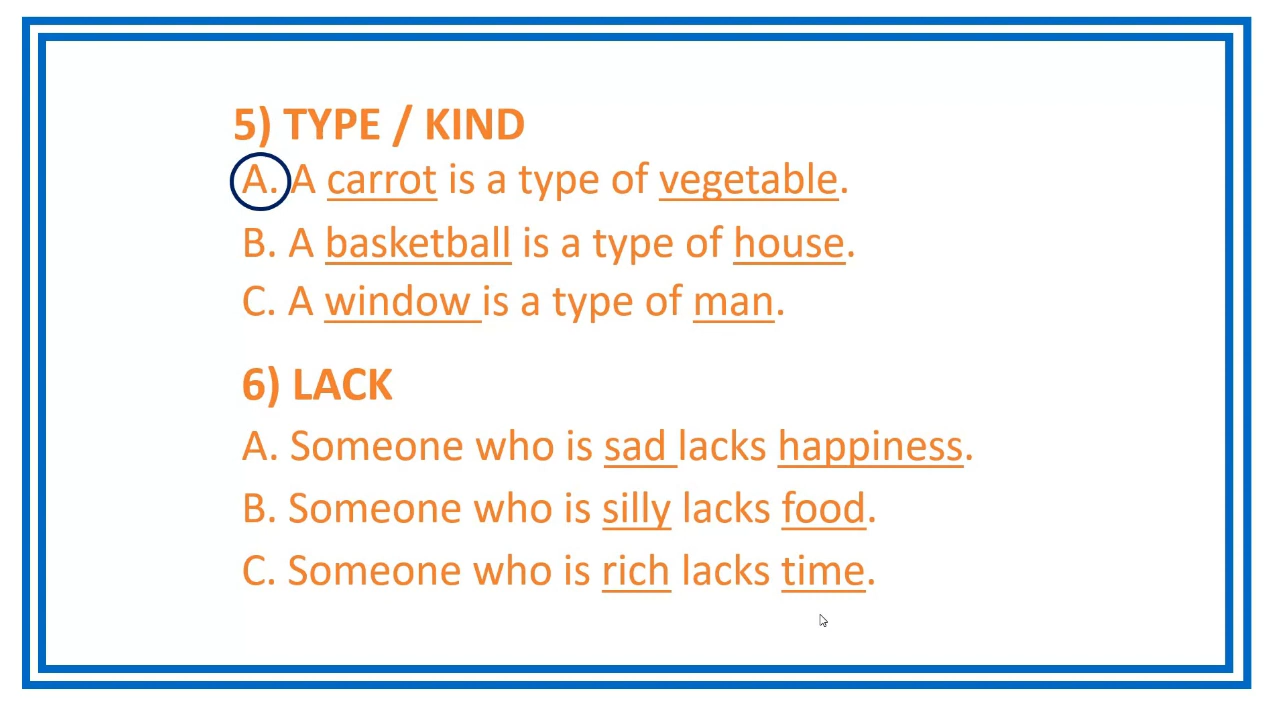 5) TYPE / KIND
A. A carrot is a type of vegetable.
B. A basketball is a type of house.
C. A window is a type of man.
6) LACK
A. Someone who is sad lacks happiness.
B. Someone who is silly lacks food.
C. Someone who is rich lacks time.